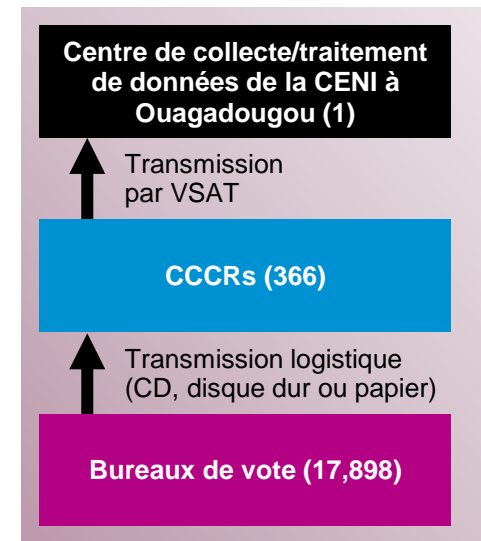 Centre de collecte/traitement
de données de la CENI à
Ouagadougou (1)
Transmission
par VSAT
CCCRs (366)
Transmission logistique
(CD, disque dur ou papier)
Bureaux de vote (17,898)